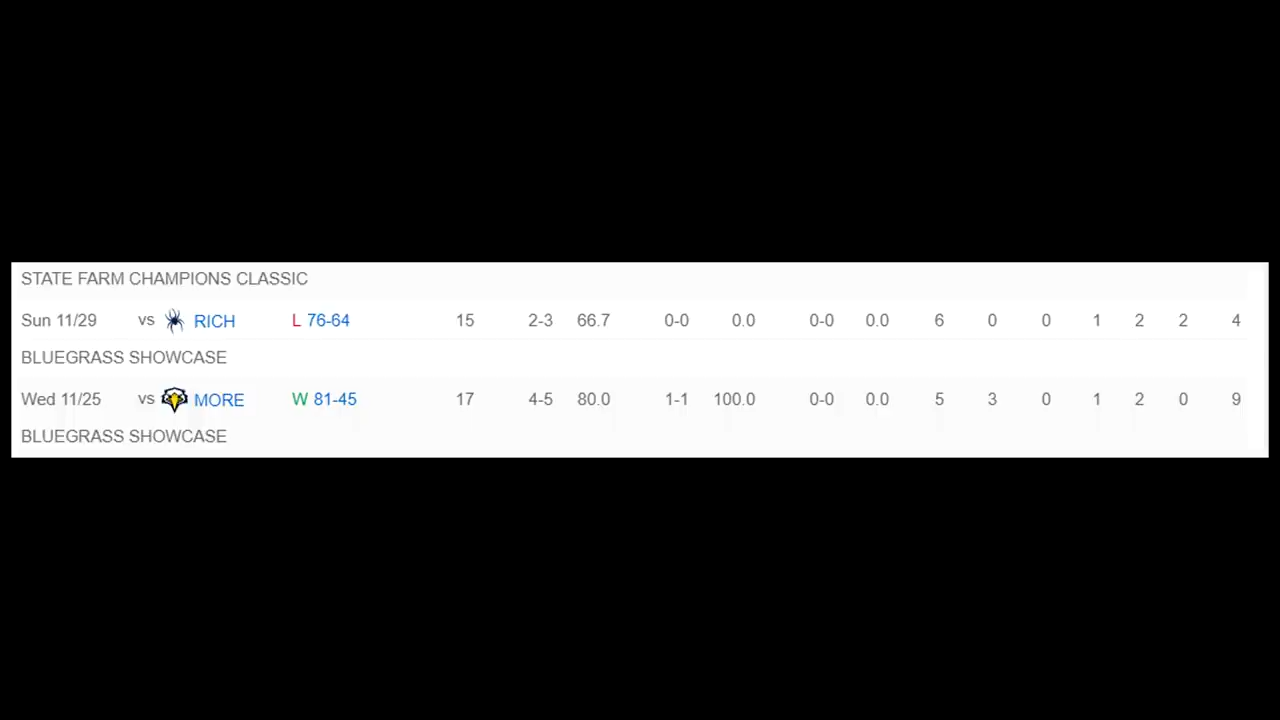 STATE FARM CHAMPIONS CLASSIC
Sun 11/29 vs RICH L 76-64 15 2-3 66.7 0-0 0.0 0-0 0.0 6 0 0 1 2 2 4
BLUEGRASS SHOWCASE
Wed 11/25 vs MORE W 81-45 17 4-5 80.0 1-1 100.0 0-0 0.0 5 3 0 1 2 0 9
BLUEGRASS SHOWCASE